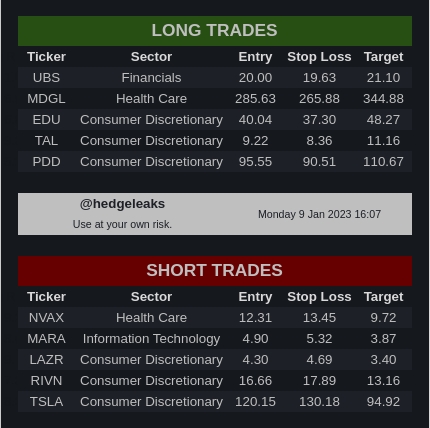 LONG TRADES
Ticker Sector Entry Stop Loss Target
UBS Financials 20.00 19.63 21.10
MDGL Health Care 285.63 265.88 344.88
EDU Consumer Discretionary 40.04 37.30 48.27
TAL Consumer Discretionary 9.22 8.36 11.16
PDD Consumer Discretionary 95.55 90.51 110.67
@hedgeleaks
Use at your own risk.
Monday 9 Jan 2023 16:07
SHORT TRADES
Ticker Sector Entry Stop Loss Target
NVAX Health Care 12.31 13.45 9.72
MARA Information Technology 4.90 5.32 3.87
LAZR Consumer Discretionary 4.30 4.69 3.40
RIVN Consumer Discretionary 16.66 17.89 13.16
TSLA Consumer Discretionary 120.15 130.18 94.92